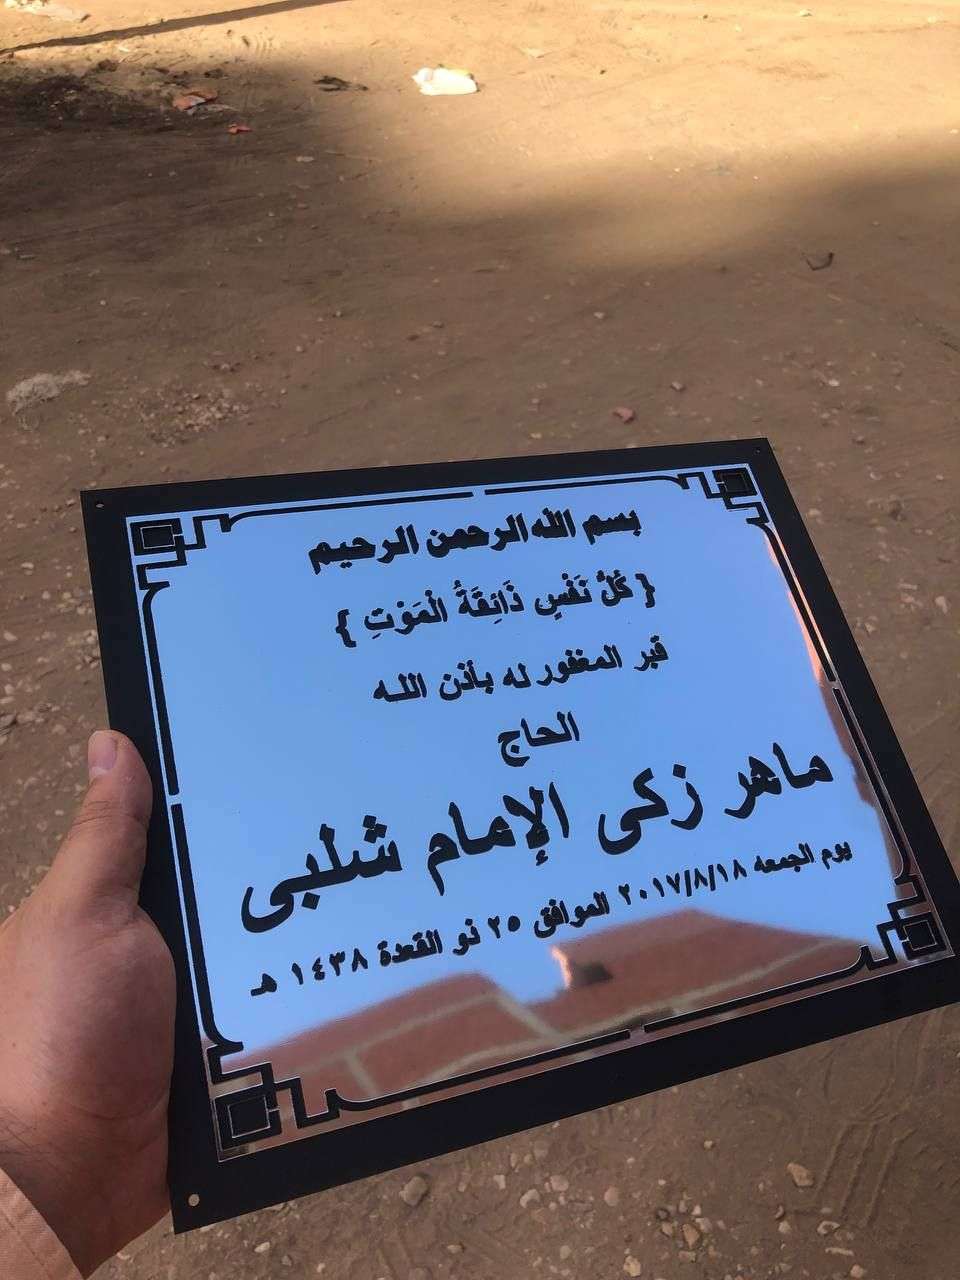 بسم الله الرحمن الرحيم
{ كُلُّ نَفْسٍ ذَائِقَةُ الْمَوْتِ }
قبر المغفور له بأذن الله
الحاج
ماهر زكى الإمام شلبى
يوم الجمعه ٢٠١٧/٨/١٨ الموافق ٢٥ ذو القعدة ١٤٣٨ هـ